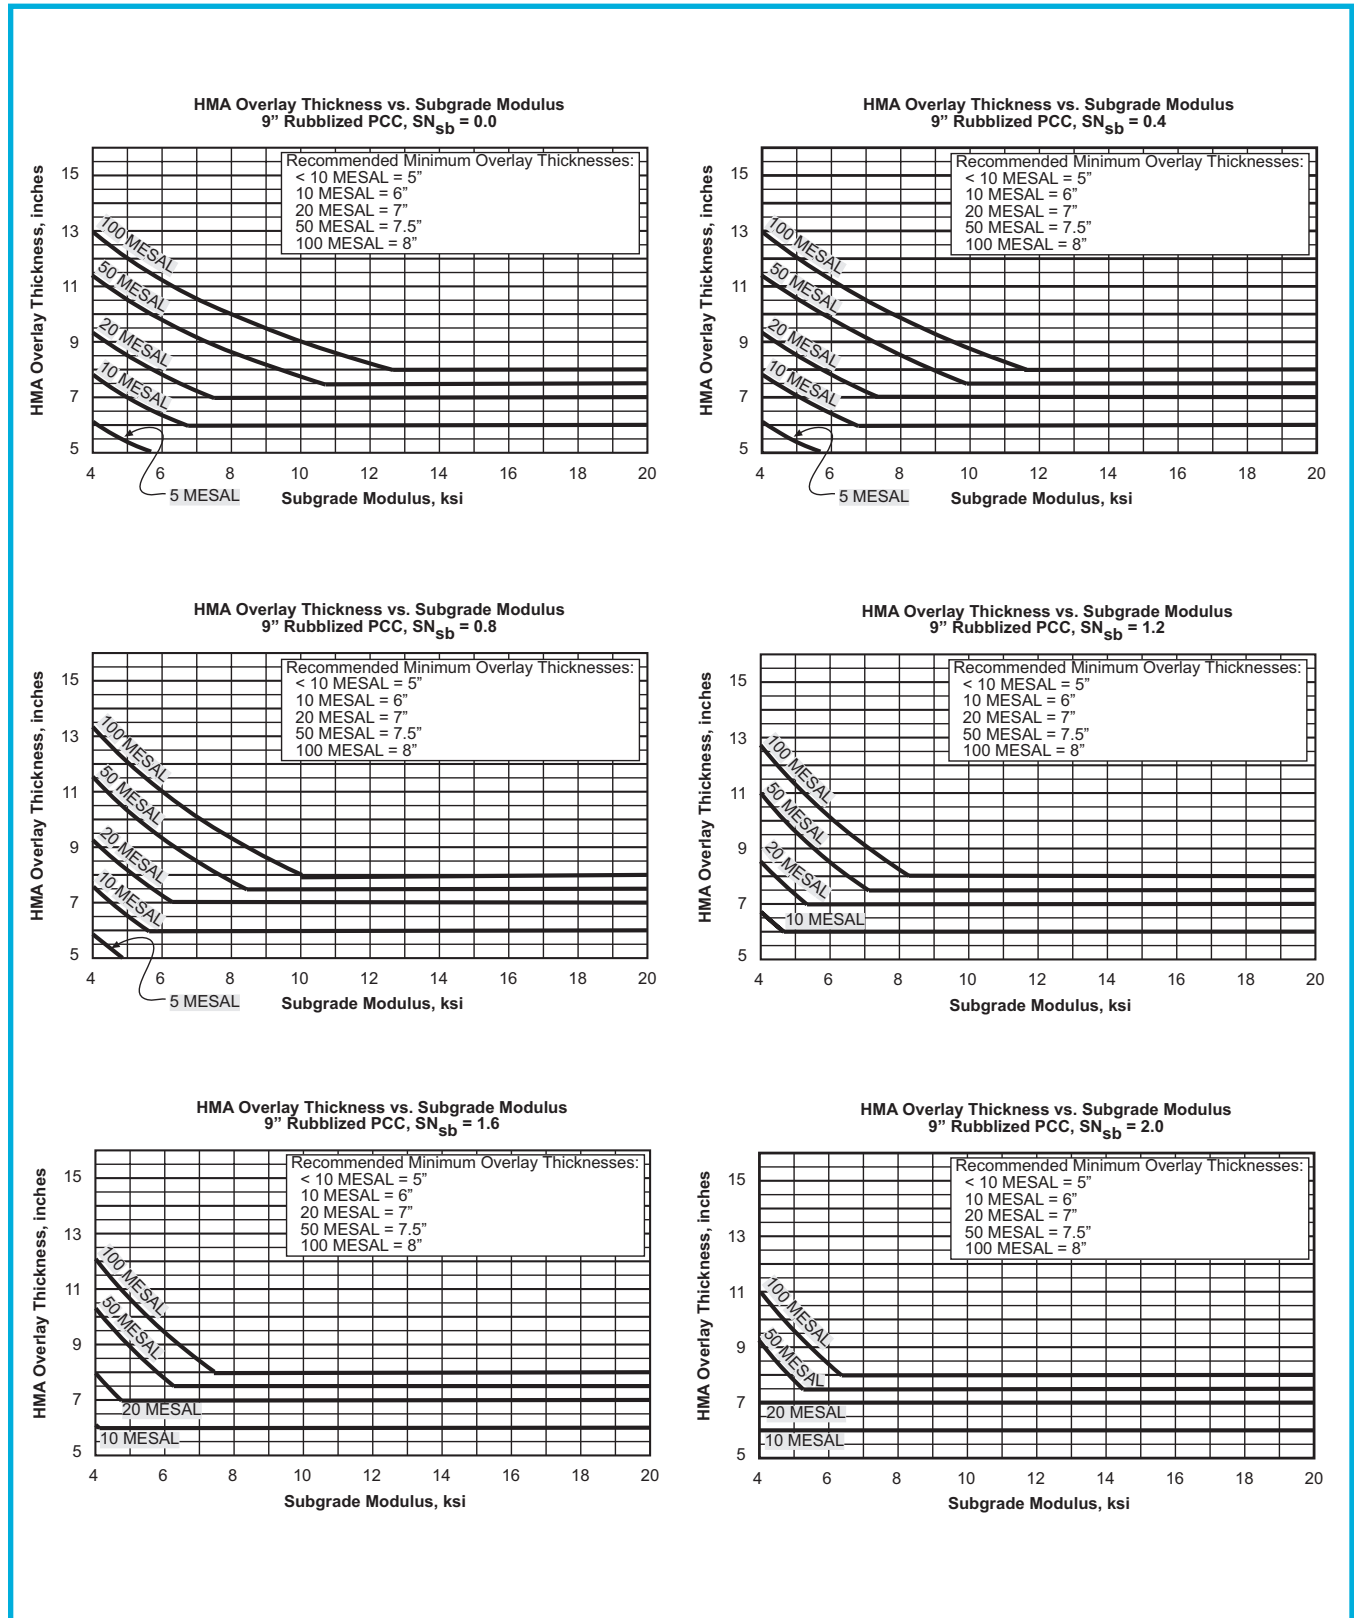 HMA Overlay Thickness vs. Subgrade Modulus
9” Rubblized PCC, SNsb = 0.0
HMA Overlay Thickness, inches
15
13
11
9
7
5
Recommended Minimum Overlay Thicknesses:
< 10 MESAL = 5”
10 MESAL = 6”
20 MESAL = 7”
50 MESAL = 7.5”
100 MESAL = 8”
100 MESAL
50 MESAL
20 MESAL
10 MESAL
5 MESAL
4 6 8 10 12 14 16 18 20
Subgrade Modulus, ksi
HMA Overlay Thickness vs. Subgrade Modulus
9” Rubblized PCC, SNsb = 0.4
HMA Overlay Thickness, inches
15
13
11
9
7
5
Recommended Minimum Overlay Thicknesses:
< 10 MESAL = 5”
10 MESAL = 6”
20 MESAL = 7”
50 MESAL = 7.5”
100 MESAL = 8”
100 MESAL
50 MESAL
20 MESAL
10 MESAL
5 MESAL
4 6 8 10 12 14 16 18 20
Subgrade Modulus, ksi
HMA Overlay Thickness vs. Subgrade Modulus
9” Rubblized PCC, SNsb = 0.8
HMA Overlay Thickness, inches
15
13
11
9
7
5
Recommended Minimum Overlay Thicknesses:
< 10 MESAL = 5”
10 MESAL = 6”
20 MESAL = 7”
50 MESAL = 7.5”
100 MESAL = 8”
100 MESAL
50 MESAL
20 MESAL
10 MESAL
5 MESAL
4 6 8 10 12 14 16 18 20
Subgrade Modulus, ksi
HMA Overlay Thickness vs. Subgrade Modulus
9” Rubblized PCC, SNsb = 1.2
HMA Overlay Thickness, inches
15
13
11
9
7
5
Recommended Minimum Overlay Thicknesses:
< 10 MESAL = 5”
10 MESAL = 6”
20 MESAL = 7”
50 MESAL = 7.5”
100 MESAL = 8”
100 MESAL
50 MESAL
20 MESAL
10 MESAL
4 6 8 10 12 14 16 18 20
Subgrade Modulus, ksi
HMA Overlay Thickness vs. Subgrade Modulus
9” Rubblized PCC, SNsb = 1.6
HMA Overlay Thickness, inches
15
13
11
9
7
5
Recommended Minimum Overlay Thicknesses:
< 10 MESAL = 5”
10 MESAL = 6”
20 MESAL = 7”
50 MESAL = 7.5”
100 MESAL = 8”
100 MESAL
50 MESAL
20 MESAL
10 MESAL
4 6 8 10 12 14 16 18 20
Subgrade Modulus, ksi
HMA Overlay Thickness vs. Subgrade Modulus
9” Rubblized PCC, SNsb = 2.0
HMA Overlay Thickness, inches
15
13
11
9
7
5
Recommended Minimum Overlay Thicknesses:
< 10 MESAL = 5”
10 MESAL = 6”
20 MESAL = 7”
50 MESAL = 7.5”
100 MESAL = 8”
100 MESAL
50 MESAL
20 MESAL
10 MESAL
4 6 8 10 12 14 16 18 20
Subgrade Modulus, ksi